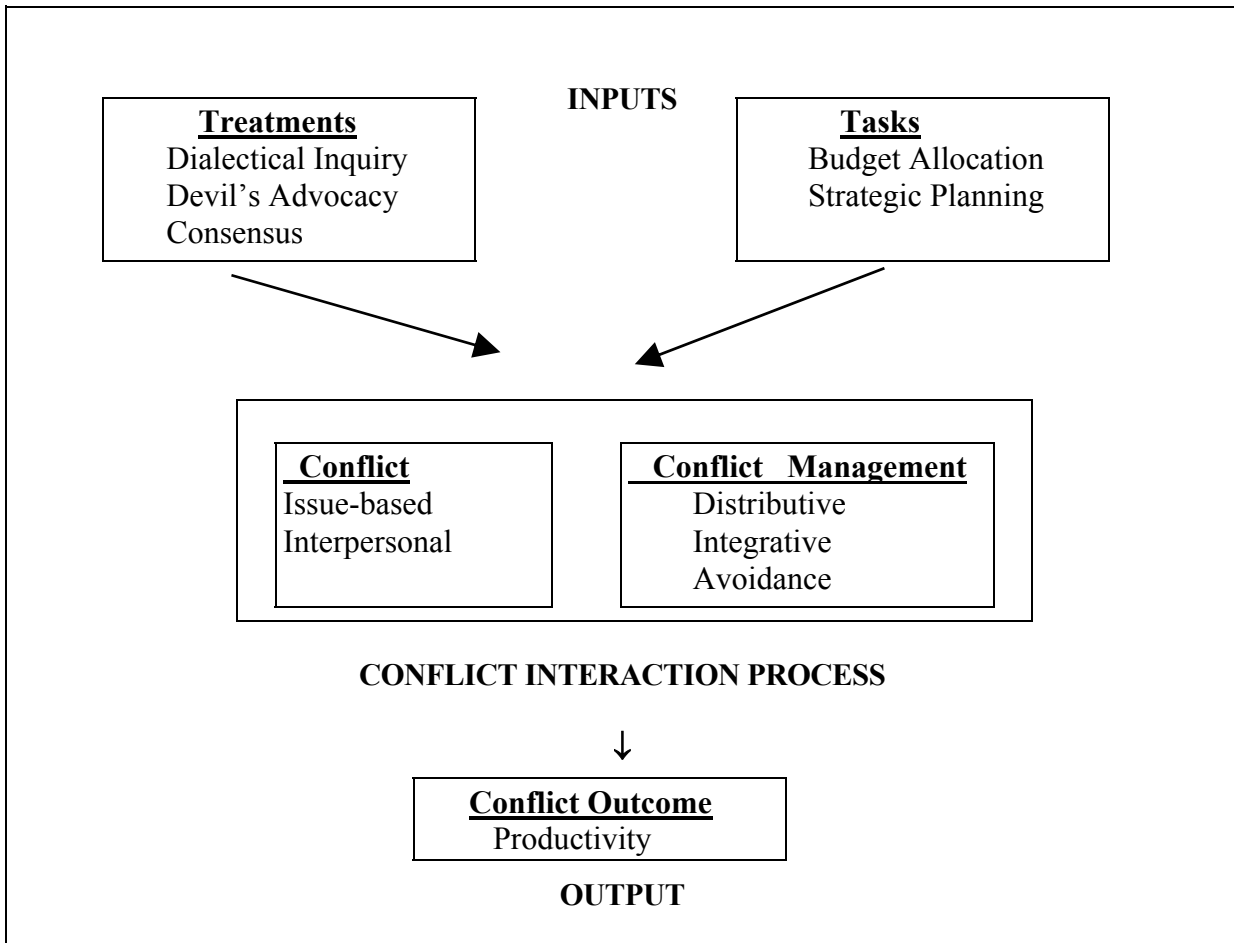 INPUTS
Treatments
Dialectical Inquiry
Devil’s Advocacy
Consensus
Tasks
Budget Allocation
Strategic Planning
Conflict
Issue-based
Interpersonal
Conflict Management
Distributive
Integrative
Avoidance
CONFLICT INTERACTION PROCESS
↓
Conflict Outcome
Productivity
OUTPUT